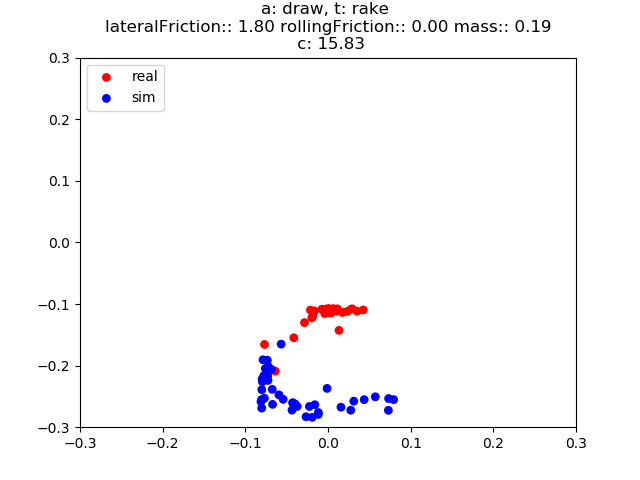 a: draw, t: rake
lateralFriction:: 1.80 rollingFriction:: 0.00 mass:: 0.19
c: 15.83
real
sim
0.3
0.2
0.1
0.0
−0.1
−0.2
−0.3
−0.3 −0.2 −0.1 0.0 0.1 0.2 0.3